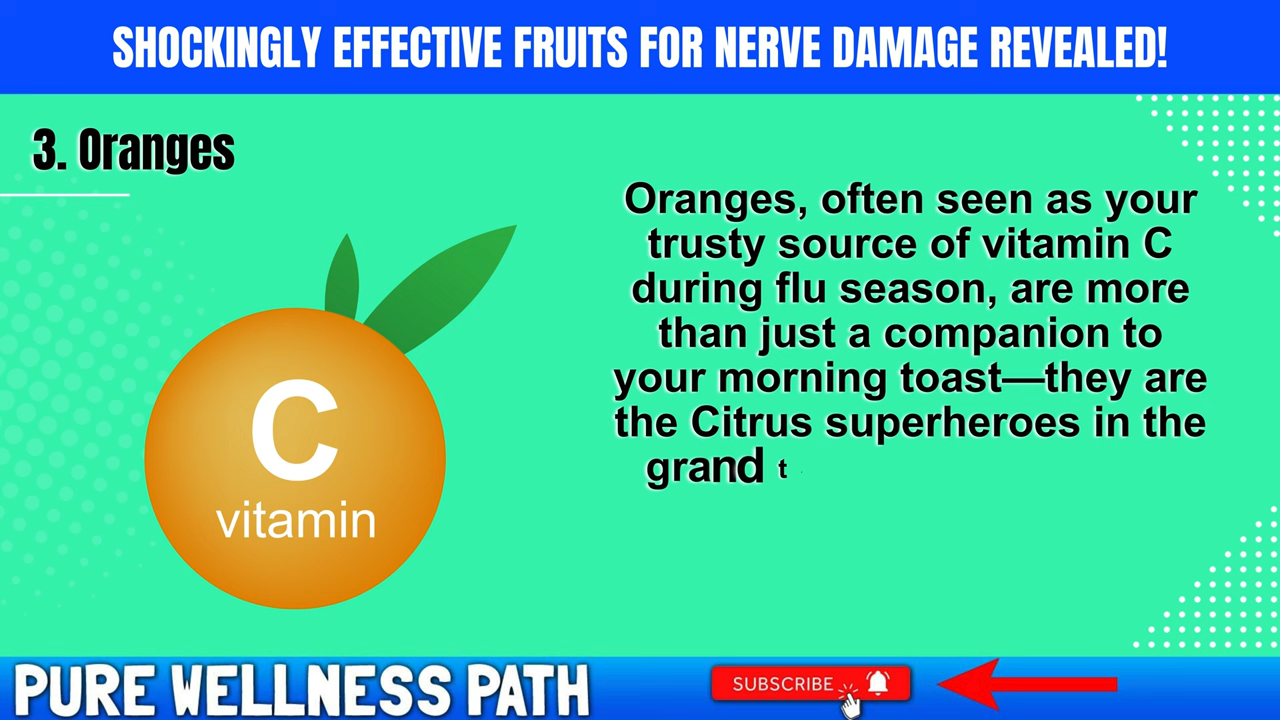 SHOCKINGLY EFFECTIVE FRUITS FOR NERVE DAMAGE REVEALED!
3. Oranges
Oranges, often seen as your
trusty source of vitamin C
during flu season, are more
than just a companion to
your morning toast—they are
the Citrus superheroes in the
grand t
C
vitamin
PURE WELLNESS PATH
SUBSCRIBE